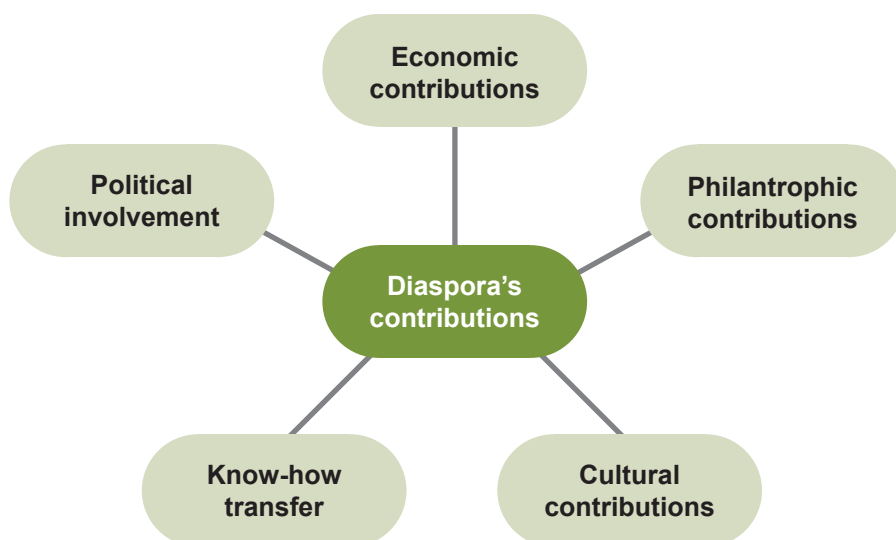 Economic
contributions
Political
involvement
Philantrophic
contributions
Diaspora's
contributions
Know-how
transfer
Cultural
contributions